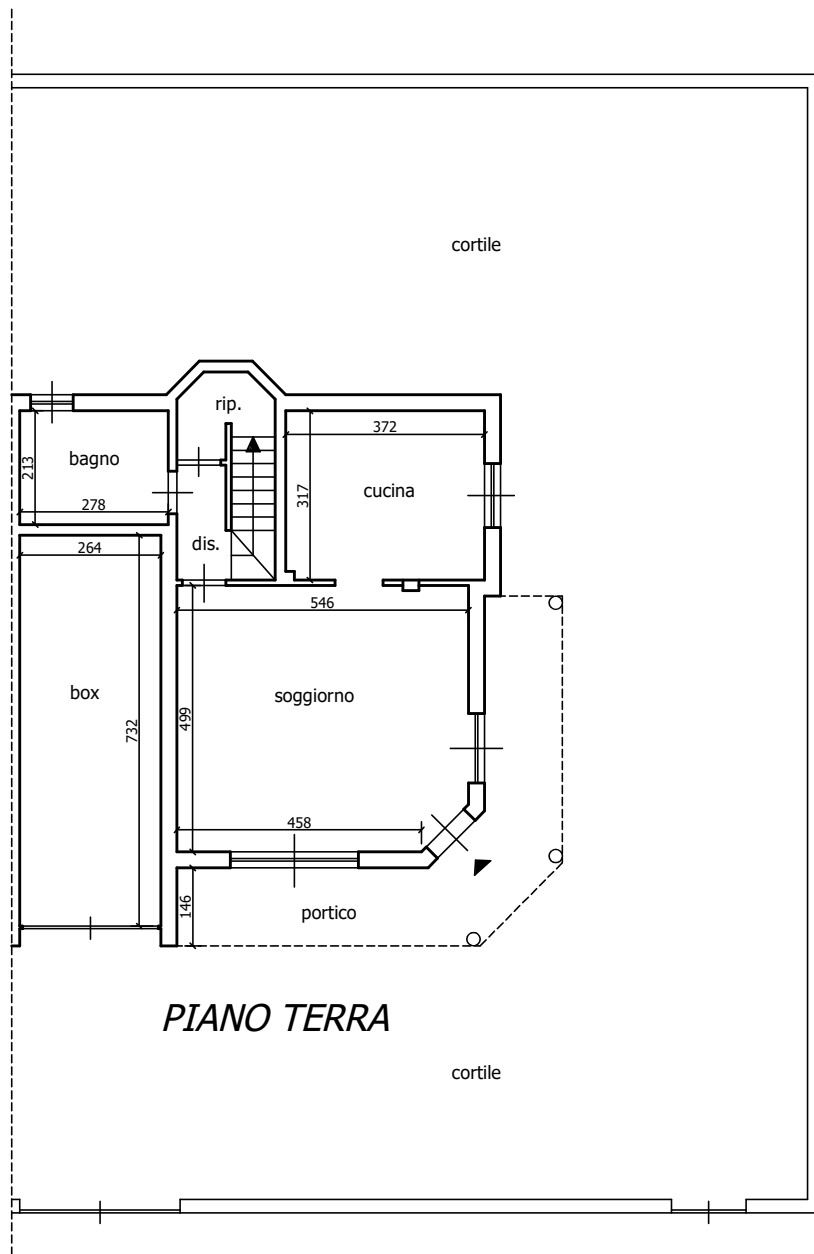 cortile
rip.
372
bagno
213
317
cucina
278
dis.
264
546
box
soggiorno
499
732
458
146
portico
PIANO TERRA
cortile